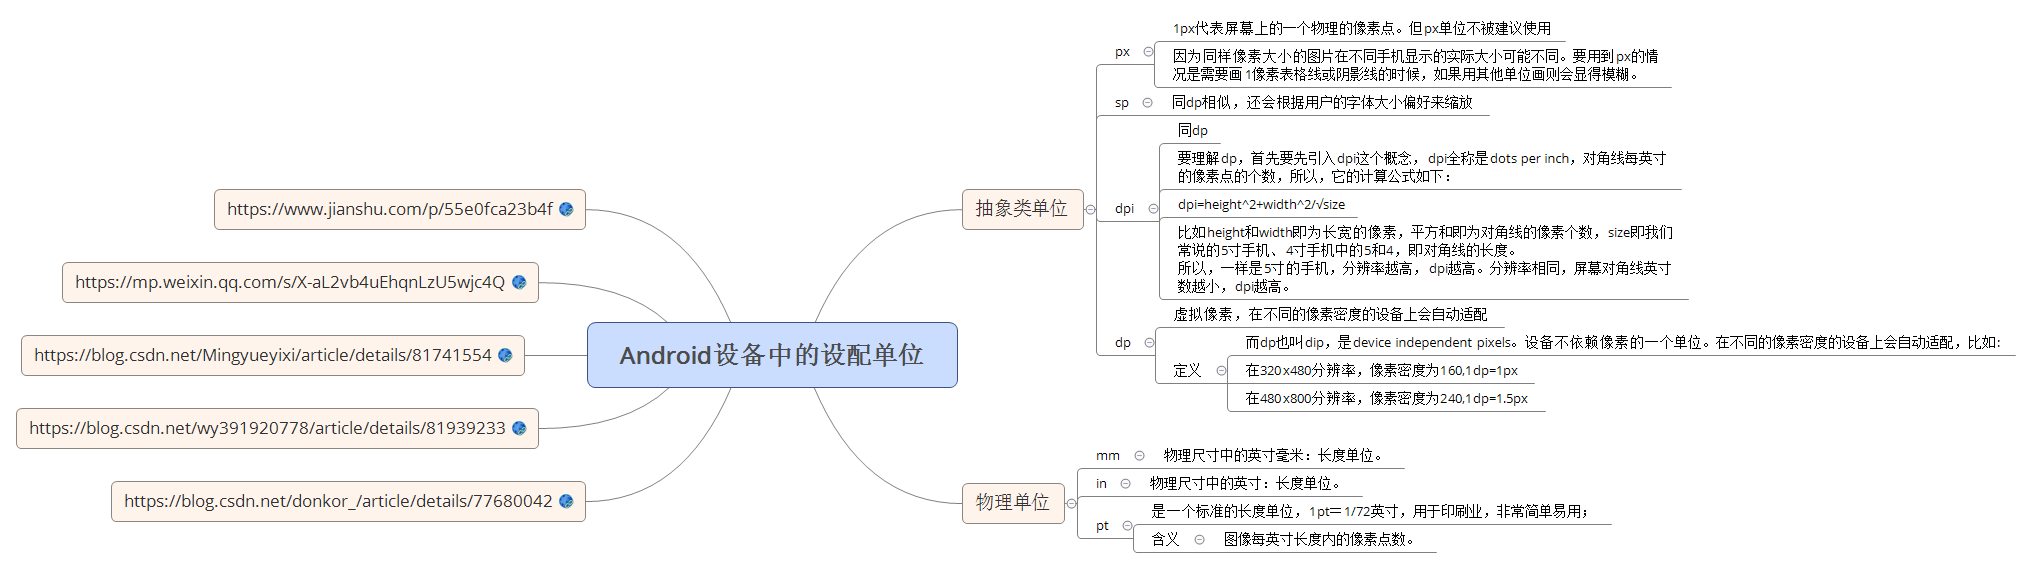 Android设备中的设配单位
https://www.jianshu.com/p/55e0fca23b4f
https://mp.weixin.qq.com/s/X-aL2vb4uEhqnLzU5wjc4Q
https://blog.csdn.net/Mingyueyixi/article/details/81741554
https://blog.csdn.net/wy391920778/article/details/81939233
https://blog.csdn.net/donkor_/article/details/77680042
抽象类单位
px
1px代表屏幕上的一个物理的像素点。但px单位不被建议使用
因为同样像素大小的图片在不同手机显示的实际大小可能不同。要用到px的情
况是需要画1像素表格线或阴影线的时候，如果用其他单位画则会显得模糊。
sp
同dp相似，还会根据用户的字体大小偏好来缩放
dpi
同dp
要理解dp，首先要先引入dpi这个概念，dpi全称是dots per inch，对角线每英寸
的像素点的个数，所以，它的计算公式如下：
dpi=height^2+width^2/√size
比如height和width即为长宽的像素，平方和即为对角线的像素个数，size即我们
常说的5寸手机、4寸手机中的5和4，即对角线的长度。
所以，一样是5寸的手机，分辨率越高，dpi越高。分辨率相同，屏幕对角线英寸
数越小，dpi越高。
dp
虚拟像素，在不同的像素密度的设备上会自动适配
定义
而dp也叫dip，是device independent pixels。设备不依赖像素的一个单位。在不同的像素密度的设备上会自动适配，比如:
在320x480分辨率，像素密度为160,1dp=1px
在480x800分辨率，像素密度为240,1dp=1.5px
物理单位
mm
物理尺寸中的英寸毫米：长度单位。
in
物理尺寸中的英寸：长度单位。
pt
是一个标准的长度单位，1pt＝1/72英寸，用于印刷业，非常简单易用；
含义
图像每英寸长度内的像素点数。